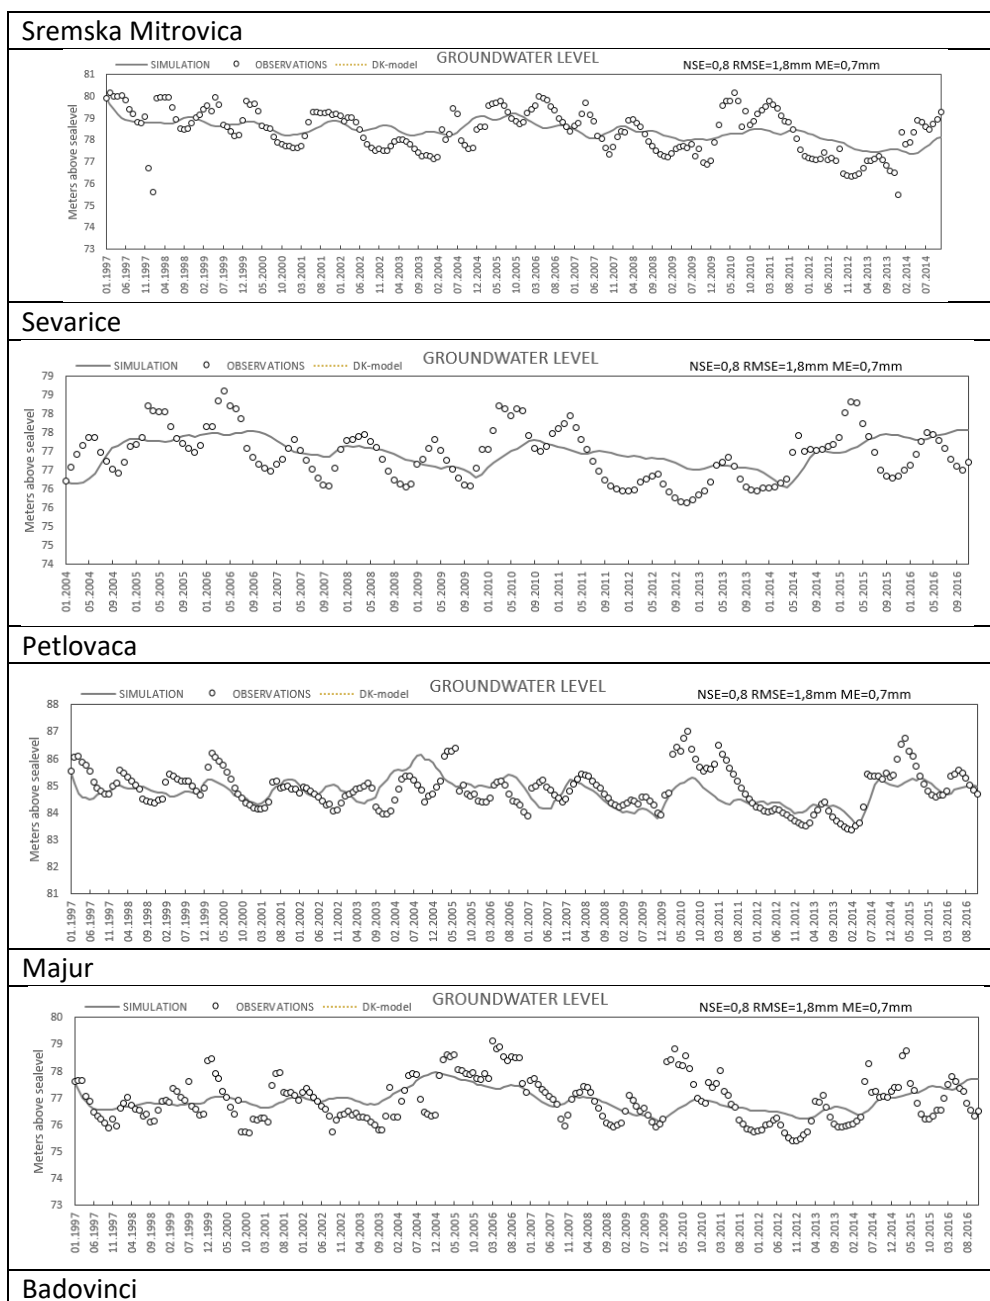 Sremska Mitrovica
GROUNDWATER LEVEL
SIMULATION OBSERVATIONS DK-model NSE=0,8 RMSE=1,8mm ME=0,7mm
Meters above sealevel
81
80
79
78
77
76
75
74
73
01.1997 06.1997 11.1997 04.1998 09.1998 02.1999 07.1999 12.1999 05.2000 10.2000 03.2001 08.2001 01.2002 06.2002 11.2002 04.2003 09.2003 02.2004 07.2004 12.2004 05.2005 10.2005 03.2006 08.2006 01.2007 06.2007 11.2007 04.2008 09.2008 02.2009 07.2009 12.2009 05.2010 10.2010 03.2011 08.2011 01.2012 06.2012 11.2012 04.2013 09.2013 02.2014 07.2014
Sevarice
GROUNDWATER LEVEL
SIMULATION OBSERVATIONS DK-model NSE=0,8 RMSE=1,8mm ME=0,7mm
Meters above sealevel
79
78
78
77
77
76
76
75
75
74
74
01.2004 05.2004 09.2004 01.2005 05.2005 09.2005 01.2006 06.2006 09.2006 01.2007 05.2007 09.2007 01.2008 05.2008 09.2008 01.2009 05.2009 09.2009 01.2010 05.2010 09.2010 01.2011 05.2011 09.2011 01.2012 05.2012 09.2012 01.2013 05.2013 09.2013 01.2014 05.2014 09.2014 01.2015 05.2015 09.2015 01.2016 05.2016 09.2016
Petlovaca
GROUNDWATER LEVEL
SIMULATION OBSERVATIONS DK-model NSE=0,8 RMSE=1,8mm ME=0,7mm
Meters above sealevel
88
87
86
85
84
83
82
81
01.1997 06.1997 11.1997 04.1998 09.1998 02.1999 07.1999 12.1999 05.2000 10.2000 03.2001 08.2001 01.2002 06.2002 11.2002 04.2003 09.2003 02.2004 07.2004 12.2004 05.2005 10.2005 03.2006 08.2006 01.2007 06.2007 11.2007 04.2008 09.2008 02.2009 07.2009 12.2009 05.2010 10.2010 03.2011 08.2011 01.2012 06.2012 11.2012 04.2013 09.2013 02.2014 07.2014 12.2014 05.2015 10.2015 03.2016 08.2016
Majur
GROUNDWATER LEVEL
SIMULATION OBSERVATIONS DK-model NSE=0,8 RMSE=1,8mm ME=0,7mm
Meters above sealevel
80
79
78
77
76
75
74
73
01.1997 06.1997 11.1997 04.1998 09.1998 02.1999 07.1999 12.1999 05.2000 10.2000 03.2001 08.2001 01.2002 06.2002 11.2002 04.2003 09.2003 02.2004 07.2004 12.2004 05.2005 10.2005 03.2006 08.2006 01.2007 06.2007 11.2007 04.2008 09.2008 02.2009 07.2009 12.2009 05.2010 10.2010 03.2011 08.2011 01.2012 06.2012 11.2012 04.2013 09.2013 02.2014 07.2014 12.2014 05.2015 10.2015 03.2016 08.2016
Badovinci